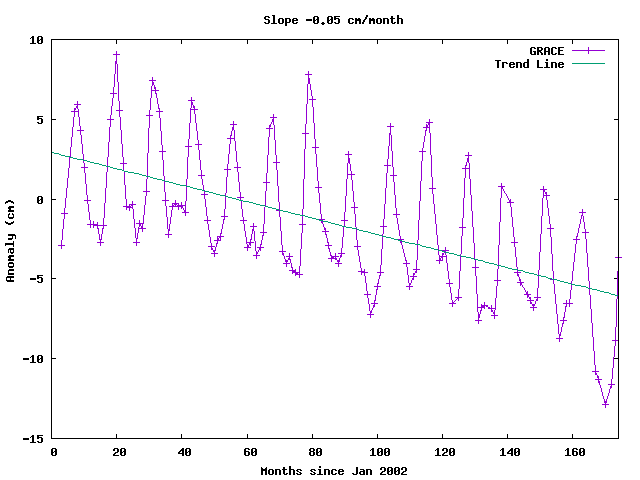 Slope -0.05 cm/month
GRACE
Trend Line
10
5
0
-5
-10
-15
Anomaly (cm)
0 20 40 60 80 100 120 140 160
Months since Jan 2002